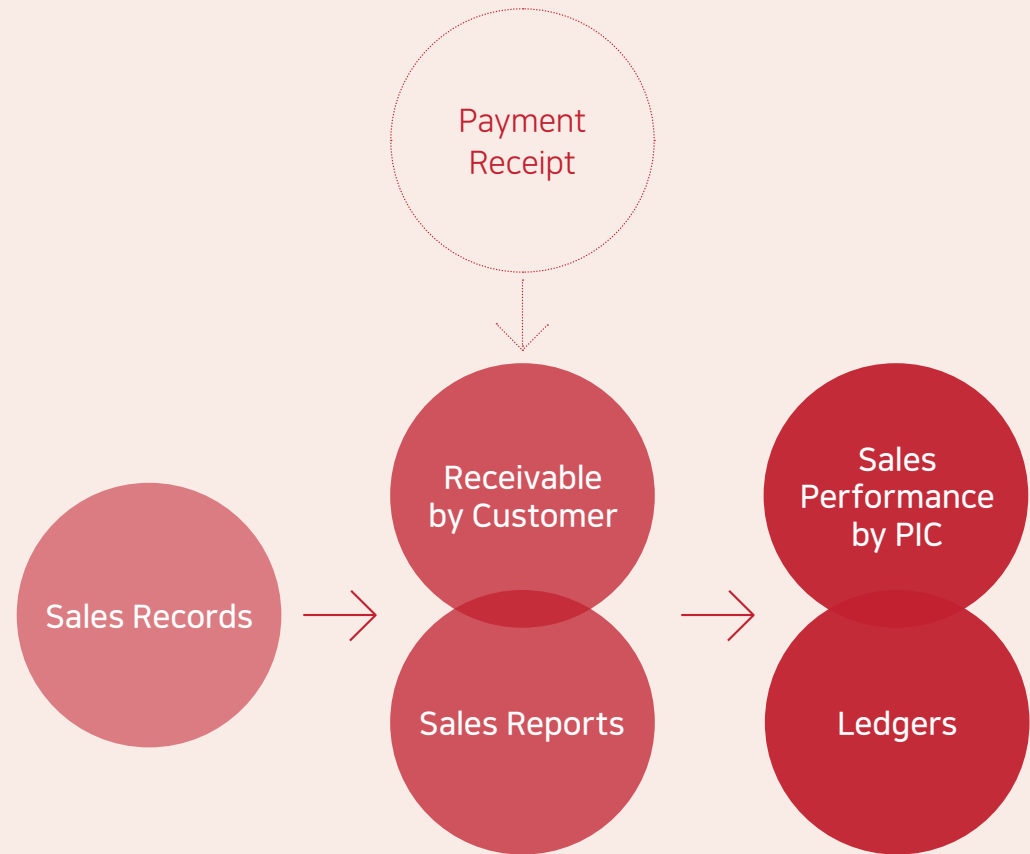 Payment
Receipt
Receivable
by Customer
Sales
Performance
by PIC
Sales Records
Sales Reports
Ledgers